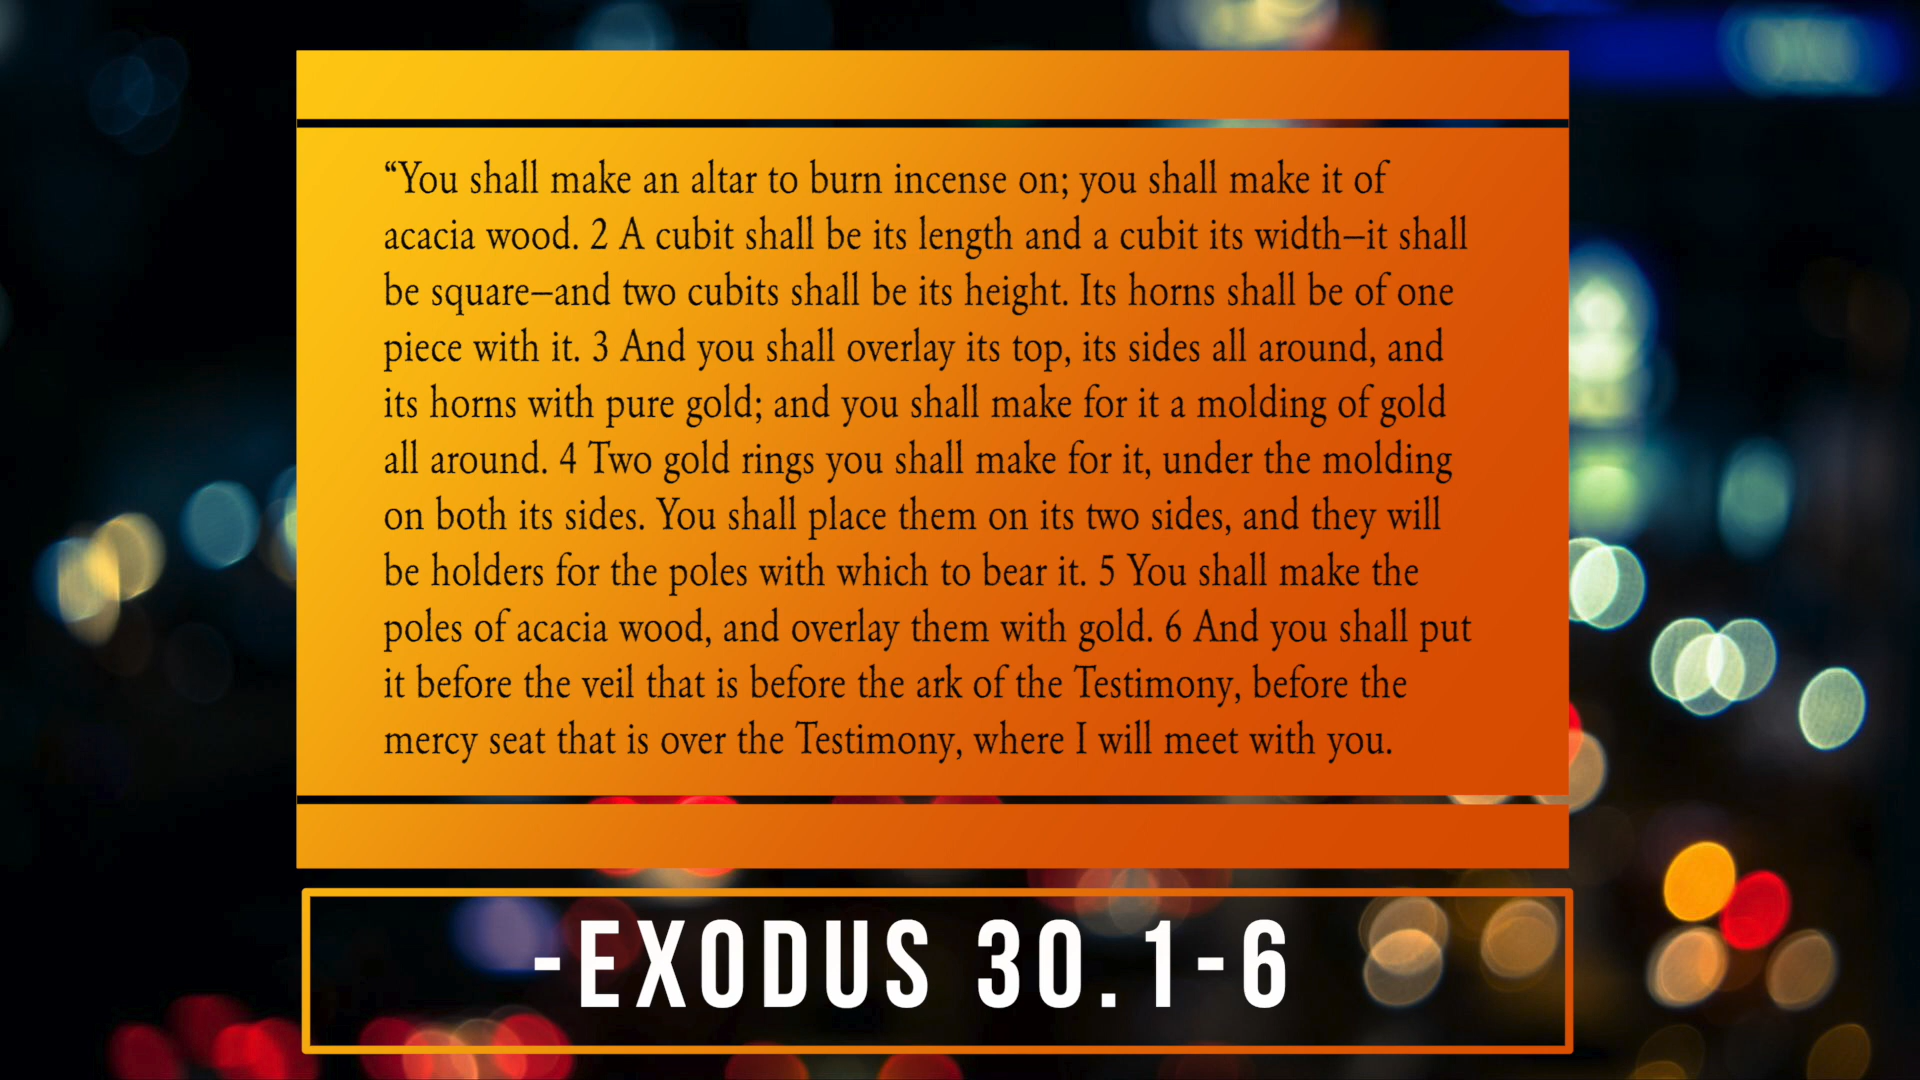 “You shall make an altar to burn incense on; you shall make it of
acacia wood. 2 A cubit shall be its length and a cubit its width—it shall
be square—and two cubits shall be its height. Its horns shall be of one
piece with it. 3 And you shall overlay its top, its sides all around, and
its horns with pure gold; and you shall make for it a molding of gold
all around. 4 Two gold rings you shall make for it, under the molding
on both its sides. You shall place them on its two sides, and they will
be holders for the poles with which to bear it. 5 You shall make the
poles of acacia wood, and overlay them with gold. 6 And you shall put
it before the veil that is before the ark of the Testimony, before the
mercy seat that is over the Testimony, where I will meet with you.
-EXODUS 30.1-6